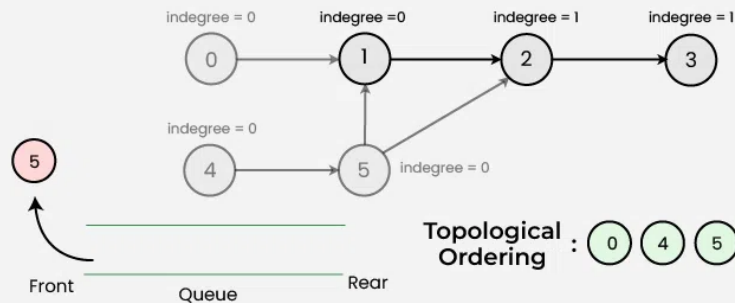 indegree = 0
indegree =0
indegree = 1
indegree = 1
0
1
2
3
indegree = 0
5
4
5
indegree = 0
Topological
Ordering
:
0
4
5
Front
Queue
Rear